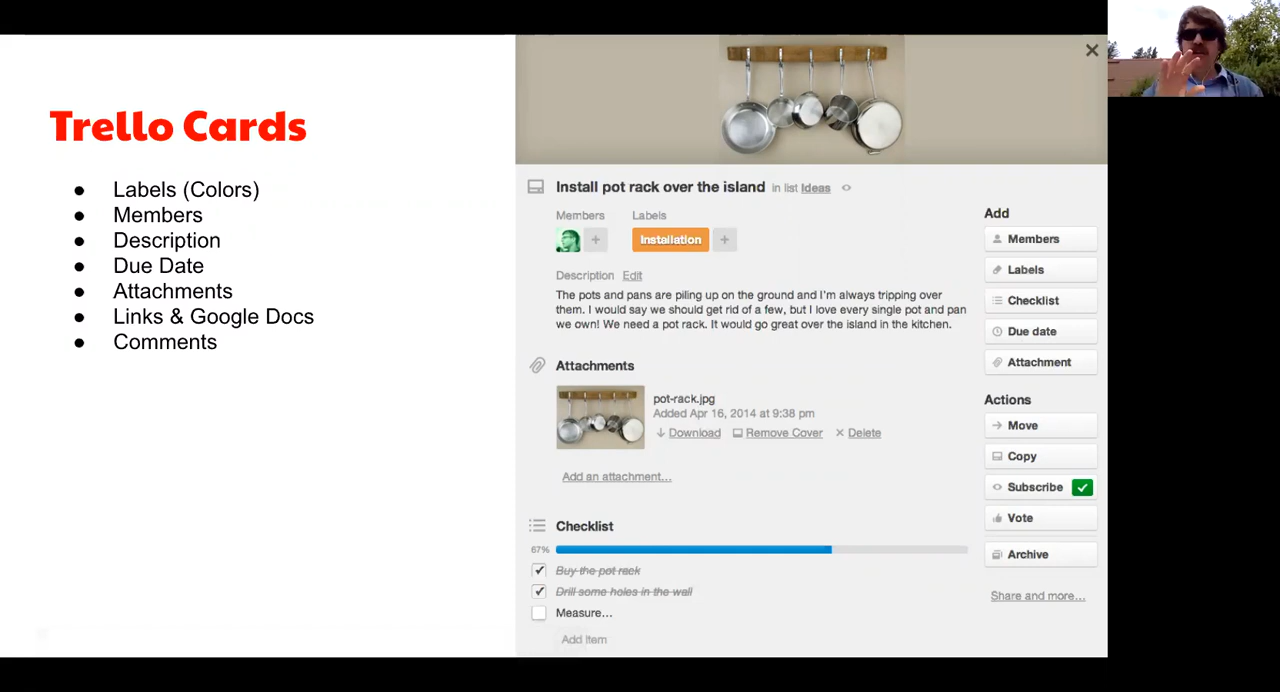 Trello Cards
● Labels (Colors)
● Members
● Description
● Due Date
● Attachments
● Links & Google Docs
● Comments
Install pot rack over the island in list Ideas
Members Labels
+ Installation +
Description Edit
The pots and pans are piling up on the ground and I'm always tripping over
them. I would say we should get rid of a few, but I love every single pot and pan
we own! We need a pot rack. It would go great over the island in the kitchen.
Attachments
pot-rack.jpg
Added Apr 16, 2014 at 9:38 pm
Download Remove Cover Delete
Add an attachment...
Checklist
67%
Buy the pot rack
Drill some holes in the wall
Measure...
Add item
Add
Members
Labels
Checklist
Due date
Attachment
Actions
Move
Copy
Subscribe
Vote
Archive
Share and more...